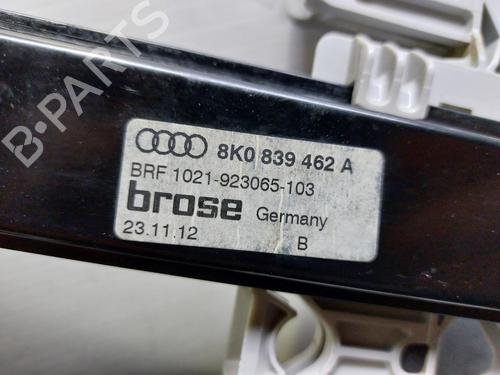 B-PARTS
8K0 839 462 A
BRF 1021-923065-103
brose Germany
23.11.12 B